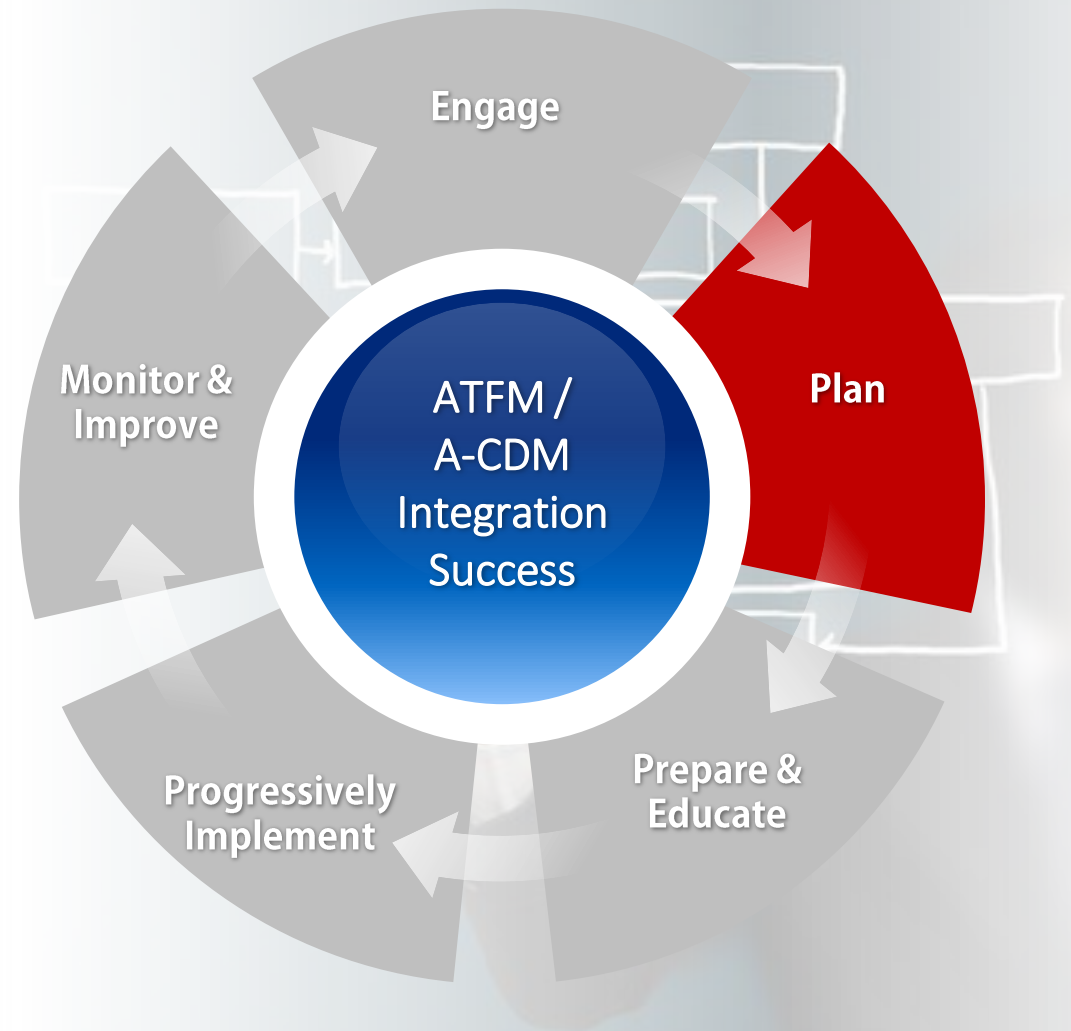 Engage
Plan
Prepare &
Educate
Progressively
Implement
Monitor &
Improve
ATFM /
A-CDM
Integration
Success